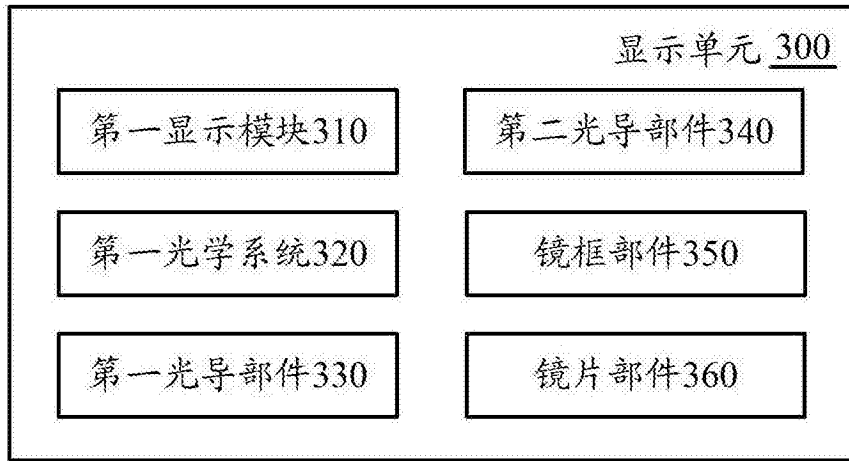 显示单元 300
第一显示模块310
第二光导部件340
第一光学系统320
镜框部件350
第一光导部件330
镜片部件360